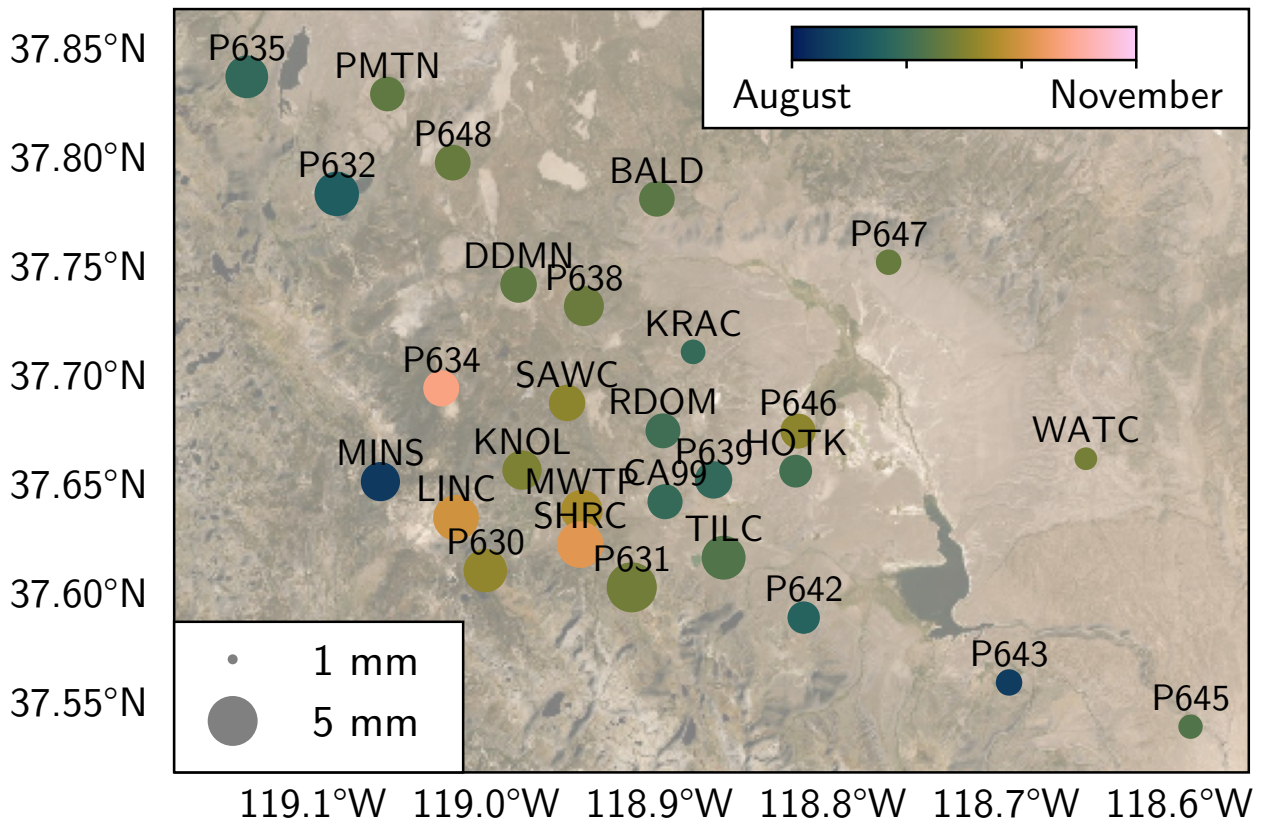 37.85°N
37.80°N
37.75°N
37.70°N
37.65°N
37.60°N
37.55°N
August
November
P635
PMTN
P648
P632
BALD
P647
DDMN
P638
KRAC
P634
SAWC
RDOM
P646
WATC
KNOL
P639
HOTK
MINS
CA99
LINC
MWTP
SHRC
TILC
P630
P631
P642
P643
P645
1 mm
5 mm
119.1°W
119.0°W
118.9°W
118.8°W
118.7°W
118.6°W